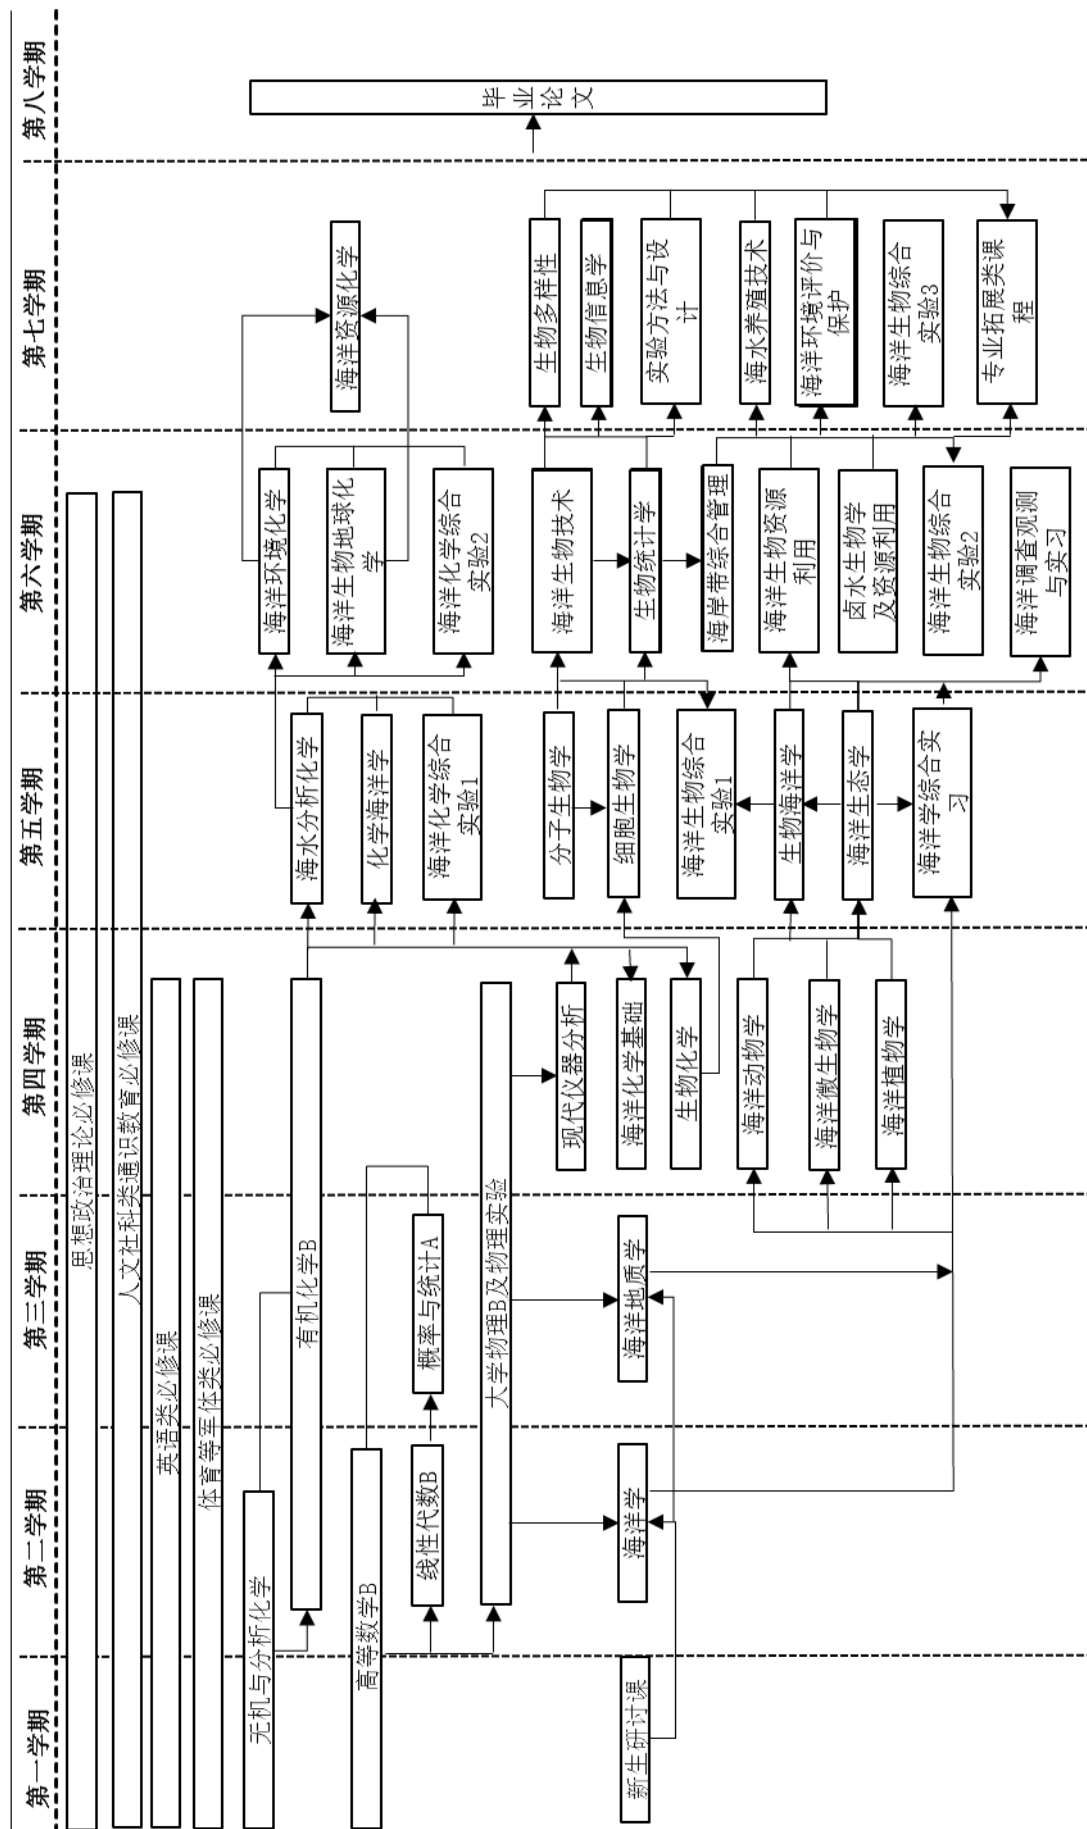 第一学期
第二学期
第三学期
第四学期
第五学期
第六学期
第七学期
第八学期
思想政治理论必修课
人文社科类通识教育必修课
英语类必修课
体育等军体类必修课
无机与分析化学
有机化学B
海水分析化学
海洋环境化学
海洋资源化学
毕业论文
高等数学B
化学海洋学
海洋生物地球化
学
线性代数B
概率与统计A
海洋化学综合
实验1
海洋化学综合
实验2
大学物理B及物理实验
现代仪器分析
分子生物学
海洋生物技术
生物多样性
生物信息学
新生研讨课
海洋学
海洋地质学
海洋化学基础
细胞生物学
生物统计学
实验方法与设
计
生物化学
海洋生物综合
实验1
海岸带综合管理
海水养殖技术
海洋动物学
生物海洋学
海洋生物资源
利用
海洋环境评价与
保护
海洋微生物学
海洋生态学
卤水生物学
及资源利用
海洋生物综合
实验3
海洋植物学
海洋学综合实
习
海洋生物综合
实验2
专业拓展类课
程
海洋调查观测
与实习